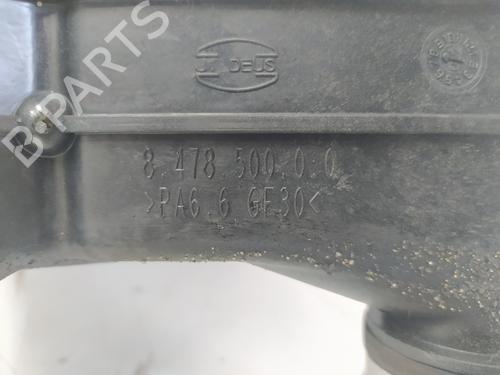 J. DEUS
8.478.500.0.0
>PA6.6 GF30<
B-PARTS